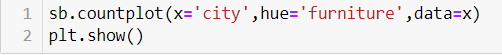 1 sb.countplot(x='city',hue='furniture',data=x)
2 plt.show()